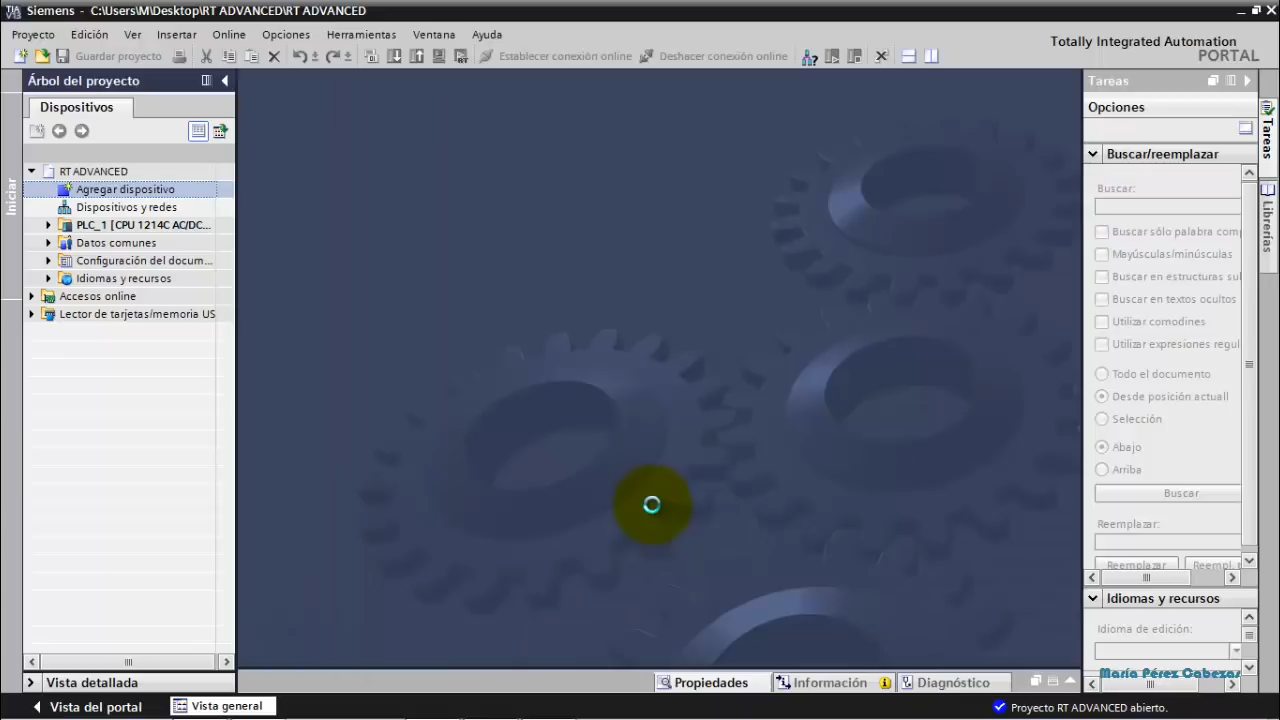 Siemens - C:\Users\M\Desktop\RT ADVANCED\RT ADVANCED
Proyecto Edición Ver Insertar Online Opciones Herramientas Ventana Ayuda
Totally Integrated Automation
PORTAL
Guardar proyecto
Establecer conexión online
Deshacer conexión online
Árbol del proyecto
Dispositivos
Iniciar
RT ADVANCED
Agregar dispositivo
Dispositivos y redes
PLC_1 [CPU 1214C AC/DC...
Datos comunes
Configuración del docum...
Idiomas y recursos
Accesos online
Lector de tarjetas/memoria US
Vista detallada
Tareas
Opciones
Buscar/reemplazar
Buscar:
Buscar sólo palabra comp
Mayúsculas/minúsculas
Buscar en estructuras sub
Buscar en textos ocultos
Utilizar comodines
Utilizar expresiones regul
Todo el documento
Desde posición actuall
Selección
Abajo
Arriba
Buscar
Reemplazar:
Reemplazar Reempl. t
Idiomas y recursos
Idioma de edición:
María Pérez Cabezas
Tareas
Librerías
Propiedades
Información
Diagnóstico
Vista del portal
Vista general
Proyecto RT ADVANCED abierto.